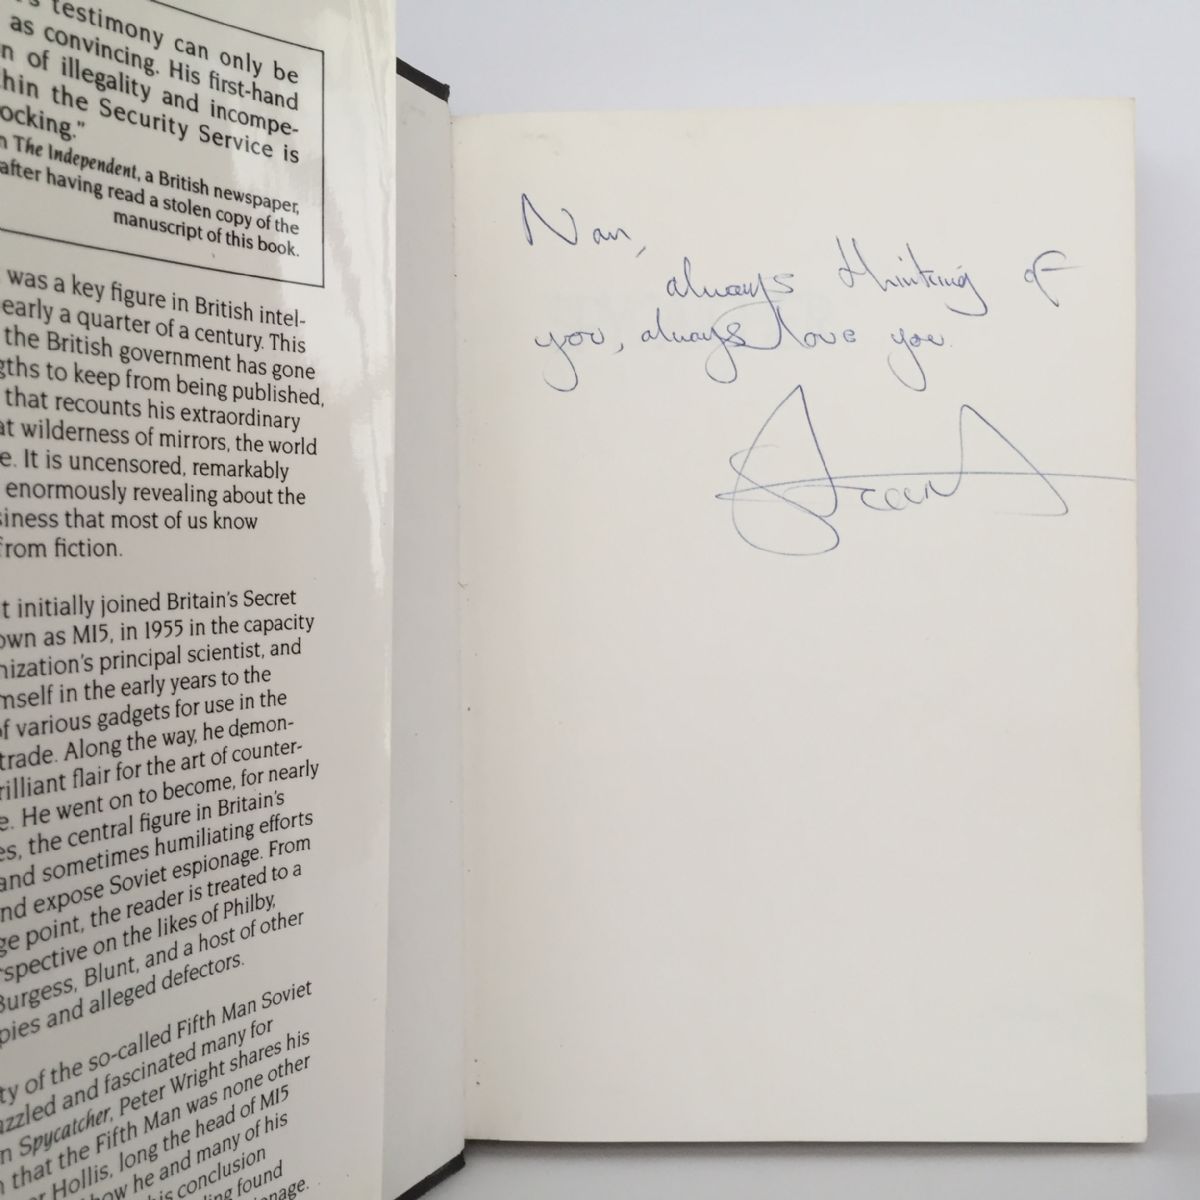 's testimony can only be
as convincing. His first-hand
n of illegality and incompe-
hin the Security Service is
ocking."
n The Independent, a British newspaper,
after having read a stolen copy of the
manuscript of this book.
was a key figure in British intel-
early a quarter of a century. This
the British government has gone
gths to keep from being published,
that recounts his extraordinary
at wilderness of mirrors, the world
e. It is uncensored, remarkably
enormously revealing about the
siness that most of us know
from fiction.
t initially joined Britain's Secret
own as MI5, in 1955 in the capacity
nization's principal scientist, and
mself in the early years to the
of various gadgets for use in the
trade. Along the way, he demon-
rilliant flair for the art of counter-
e. He went on to become, for nearly
es, the central figure in Britain's
and sometimes humiliating efforts
nd expose Soviet espionage. From
ge point, the reader is treated to a
rspective on the likes of Philby,
Burgess, Blunt, and a host of other
pies and alleged defectors.
ty of the so-called Fifth Man Soviet
azzled and fascinated many for
n Spycatcher, Peter Wright shares his
n that the Fifth Man was none other
er Hollis, long the head of MI5
how he and many of his
is conclusion
ling found
onage.
Nan,
always thinking of
you, always love you.